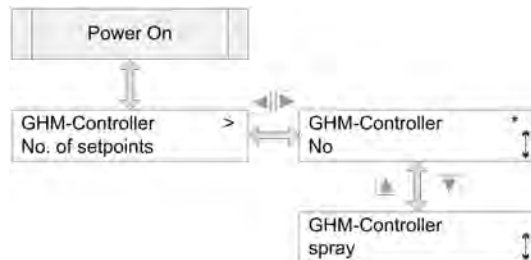 Power On
GHM-Controller >
No. of setpoints
GHM-Controller *
No
GHM-Controller
spray